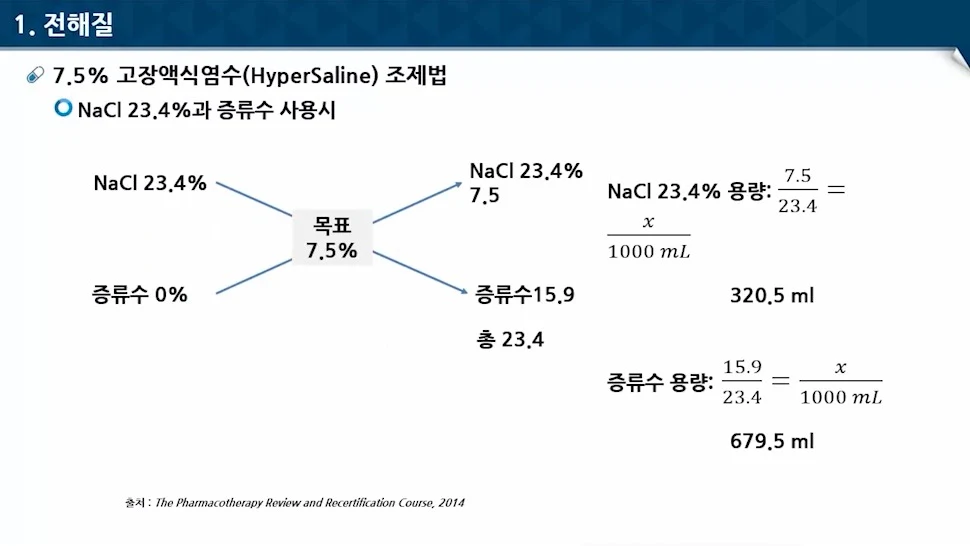 1. 전해질
7.5% 고장액식염수(HyperSaline) 조제법
NaCl 23.4%과 증류수 사용시
NaCl 23.4%
목표
7.5%
증류수 0%
NaCl 23.4%
7.5
증류수15.9
총 23.4
NaCl 23.4% 용량: 7.5/23.4 =
x/1000 mL
320.5 ml
증류수 용량: 15.9/23.4 = x/1000 mL
679.5 ml
출처 : The Pharmacotherapy Review and Recertification Course, 2014